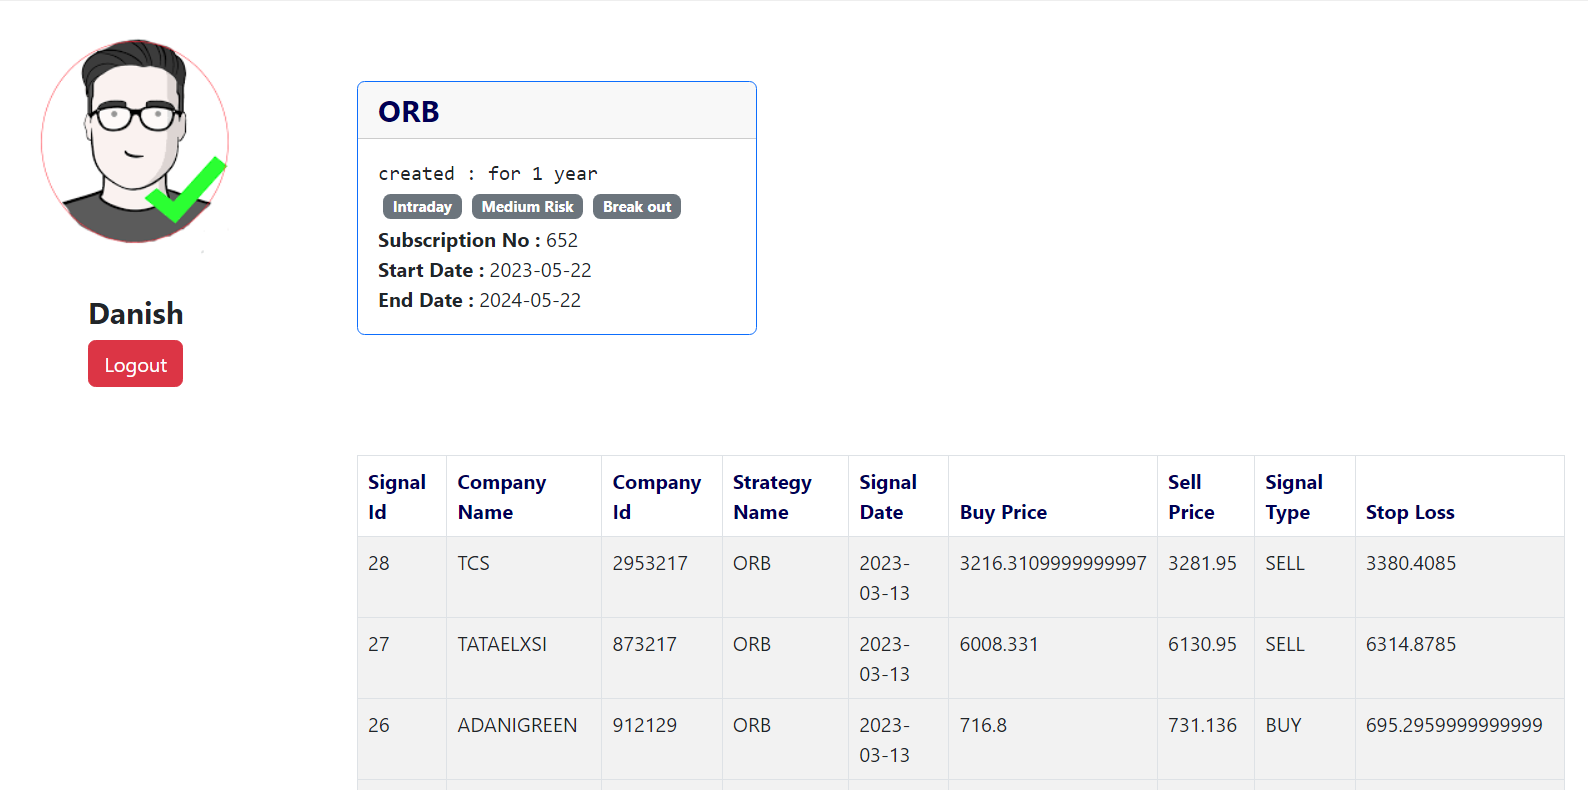 ORB
created : for 1 year
Intraday Medium Risk Break out
Subscription No : 652
Start Date : 2023-05-22
End Date : 2024-05-22
Danish
Logout
Signal Id Company Name Company Id Strategy Name Signal Date Buy Price Sell Price Signal Type Stop Loss
28 TCS 2953217 ORB 2023-03-13 3216.3109999999997 3281.95 SELL 3380.4085
27 TATAELXSI 873217 ORB 2023-03-13 6008.331 6130.95 SELL 6314.8785
26 ADANIGREEN 912129 ORB 2023-03-13 716.8 731.136 BUY 695.2959999999999